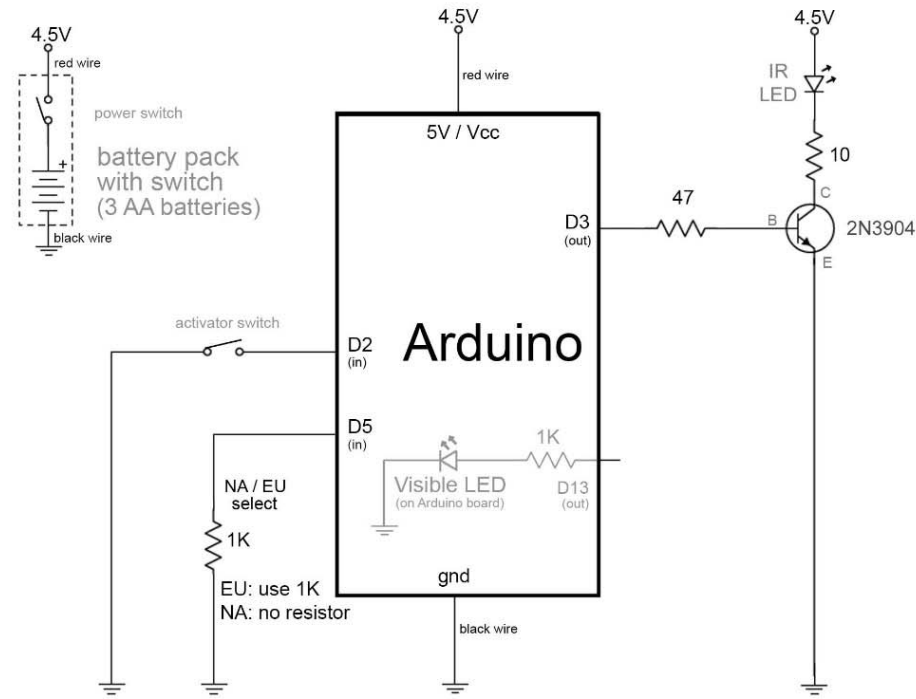 4.5V
red wire
power switch
+
battery pack
with switch
(3 AA batteries)
black wire
4.5V
red wire
5V / Vcc
D3
(out)
47
4.5V
IR
LED
10
C
B
2N3904
E
activator switch
D2
(in)
Arduino
D5
(in)
1K
Visible LED
(on Arduino board)
D13
(out)
NA / EU
select
1K
EU: use 1K
NA: no resistor
gnd
black wire